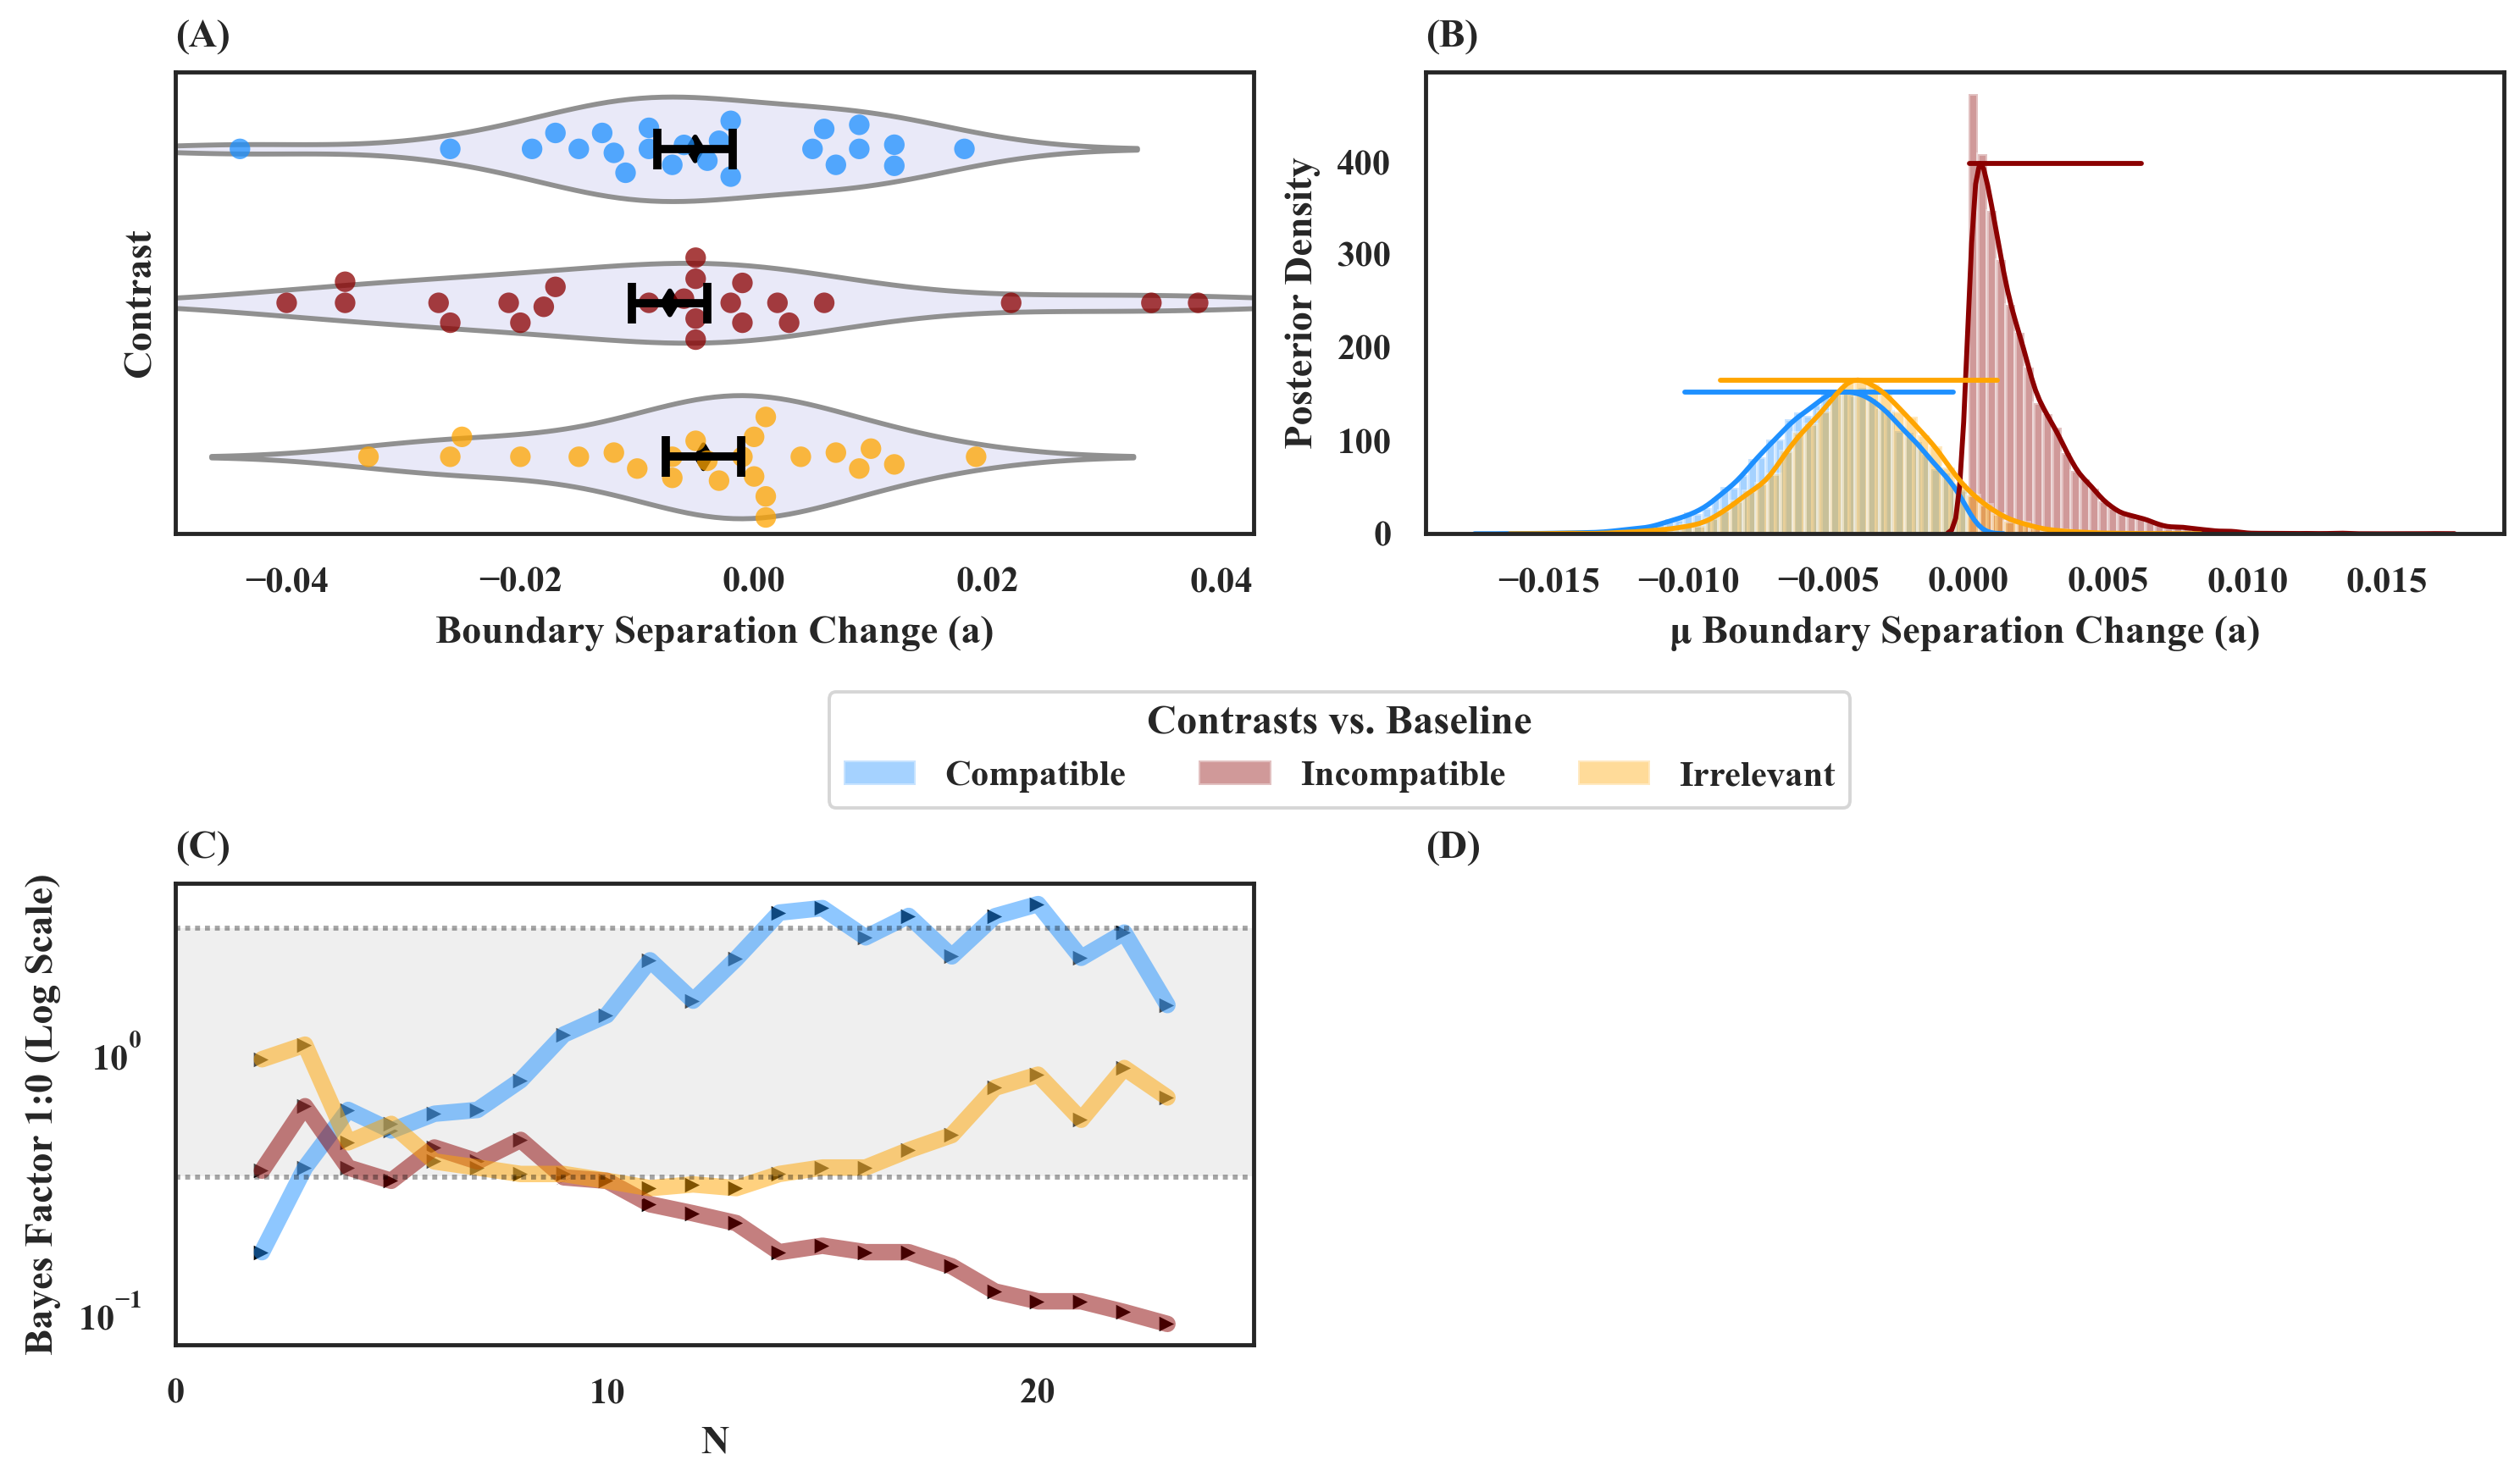 (A)
Contrast
−0.04 −0.02 0.00 0.02 0.04
Boundary Separation Change (a)
(B)
Posterior Density
400
300
200
100
0
−0.015 −0.010 −0.005 0.000 0.005 0.010 0.015
μ Boundary Separation Change (a)
Contrasts vs. Baseline
Compatible Incompatible Irrelevant
(C)
Bayes Factor 1:0 (Log Scale)
10⁰
10⁻¹
0 10 20
N
(D)